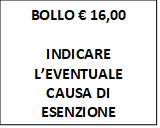 BOLLO € 16,00
INDICARE
L'EVENTUALE
CAUSA DI
ESENZIONE